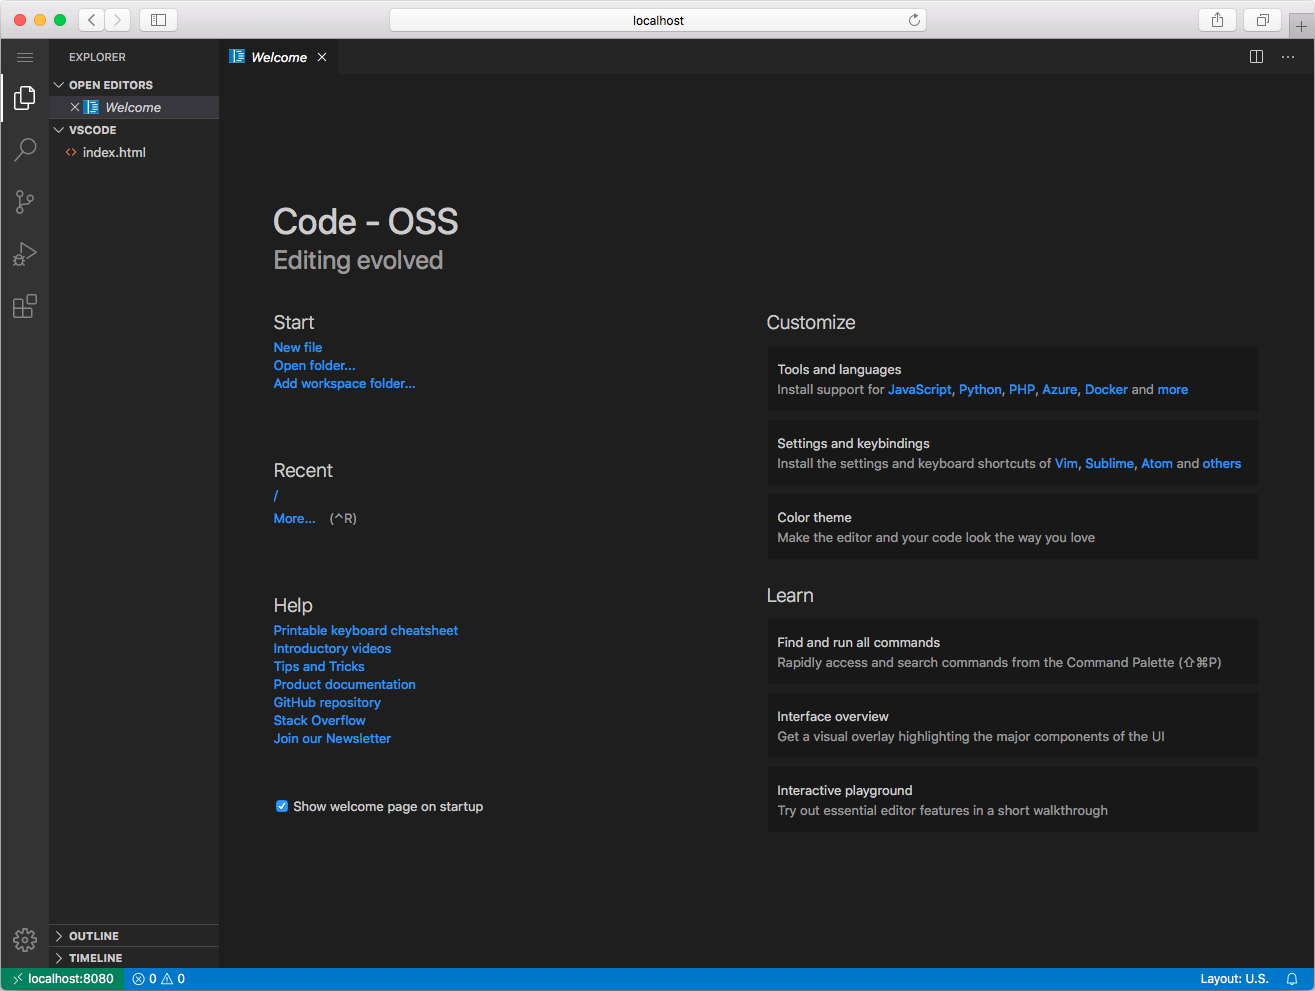 localhost
EXPLORER
OPEN EDITORS
Welcome
VSCODE
index.html
OUTLINE
TIMELINE
Welcome
Code - OSS
Editing evolved
Start
New file
Open folder...
Add workspace folder...
Recent
/
More... (^R)
Help
Printable keyboard cheatsheet
Introductory videos
Tips and Tricks
Product documentation
GitHub repository
Stack Overflow
Join our Newsletter
Show welcome page on startup
Customize
Tools and languages
Install support for JavaScript, Python, PHP, Azure, Docker and more
Settings and keybindings
Install the settings and keyboard shortcuts of Vim, Sublime, Atom and others
Color theme
Make the editor and your code look the way you love
Learn
Find and run all commands
Rapidly access and search commands from the Command Palette (⇧⌘P)
Interface overview
Get a visual overlay highlighting the major components of the UI
Interactive playground
Try out essential editor features in a short walkthrough
localhost:8080 0 0 Layout: U.S.